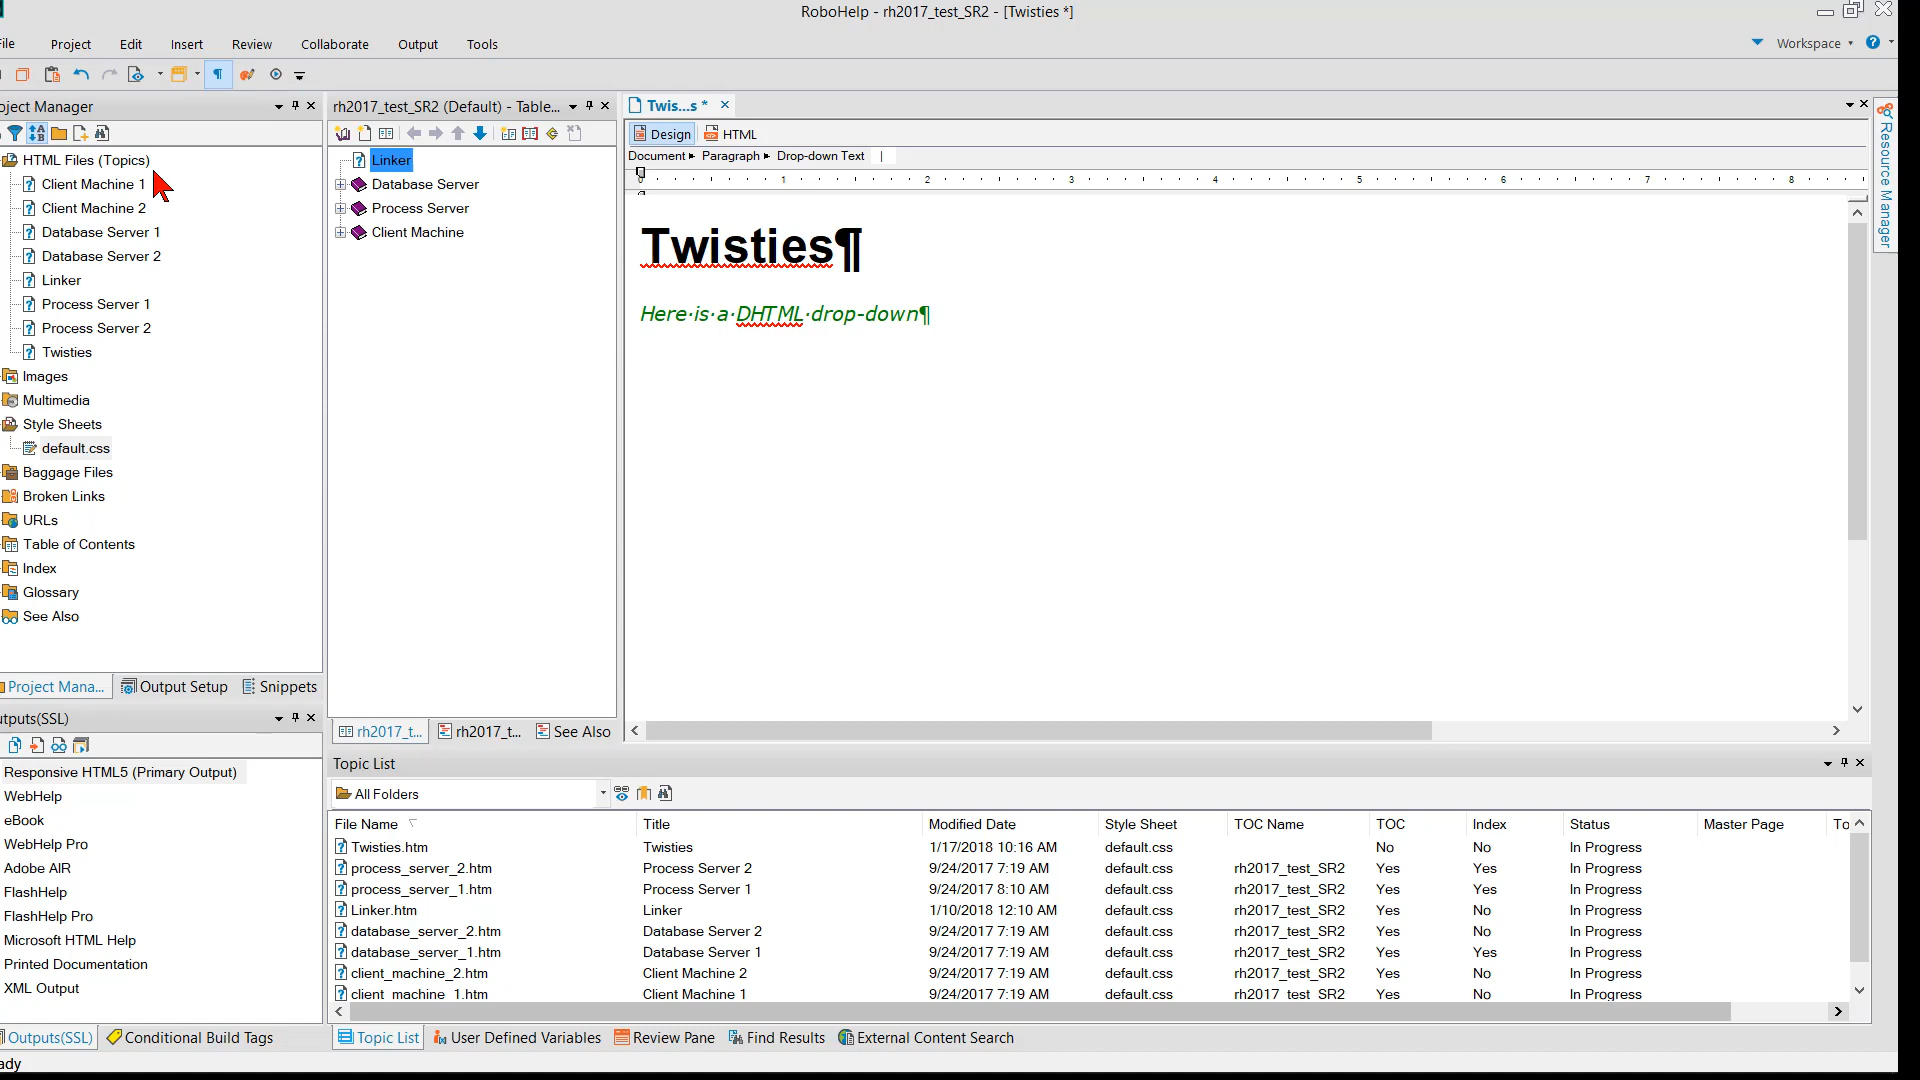 RoboHelp - rh2017_test_SR2 - [Twisties *]
File Project Edit Insert Review Collaborate Output Tools Workspace
oject Manager
HTML Files (Topics)
Client Machine 1
Client Machine 2
Database Server 1
Database Server 2
Linker
Process Server 1
Process Server 2
Twisties
Images
Multimedia
Style Sheets
default.css
Baggage Files
Broken Links
URLs
Table of Contents
Index
Glossary
See Also
Project Mana... Output Setup Snippets
utputs(SSL)
Responsive HTML5 (Primary Output)
WebHelp
eBook
WebHelp Pro
Adobe AIR
FlashHelp
FlashHelp Pro
Microsoft HTML Help
Printed Documentation
XML Output
Outputs(SSL) Conditional Build Tags
ady
rh2017_test_SR2 (Default) - Table...
Linker
Database Server
Process Server
Client Machine
rh2017_t... rh2017_t... See Also
Twis...s *
Design HTML
Document Paragraph Drop-down Text
1 2 3 4 5 6 7 8
Twisties¶
Here·is·a·DHTML·drop-down¶
Resource Manager
Topic List
All Folders
File Name Title Modified Date Style Sheet TOC Name TOC Index Status Master Page To
Twisties.htm Twisties 1/17/2018 10:16 AM default.css No No In Progress
process_server_2.htm Process Server 2 9/24/2017 7:19 AM default.css rh2017_test_SR2 Yes Yes In Progress
process_server_1.htm Process Server 1 9/24/2017 8:10 AM default.css rh2017_test_SR2 Yes Yes In Progress
Linker.htm Linker 1/10/2018 12:10 AM default.css rh2017_test_SR2 Yes No In Progress
database_server_2.htm Database Server 2 9/24/2017 7:19 AM default.css rh2017_test_SR2 Yes No In Progress
database_server_1.htm Database Server 1 9/24/2017 7:19 AM default.css rh2017_test_SR2 Yes Yes In Progress
client_machine_2.htm Client Machine 2 9/24/2017 7:19 AM default.css rh2017_test_SR2 Yes No In Progress
client_machine_1.htm Client Machine 1 9/24/2017 7:19 AM default.css rh2017_test_SR2 Yes No In Progress
Topic List User Defined Variables Review Pane Find Results External Content Search